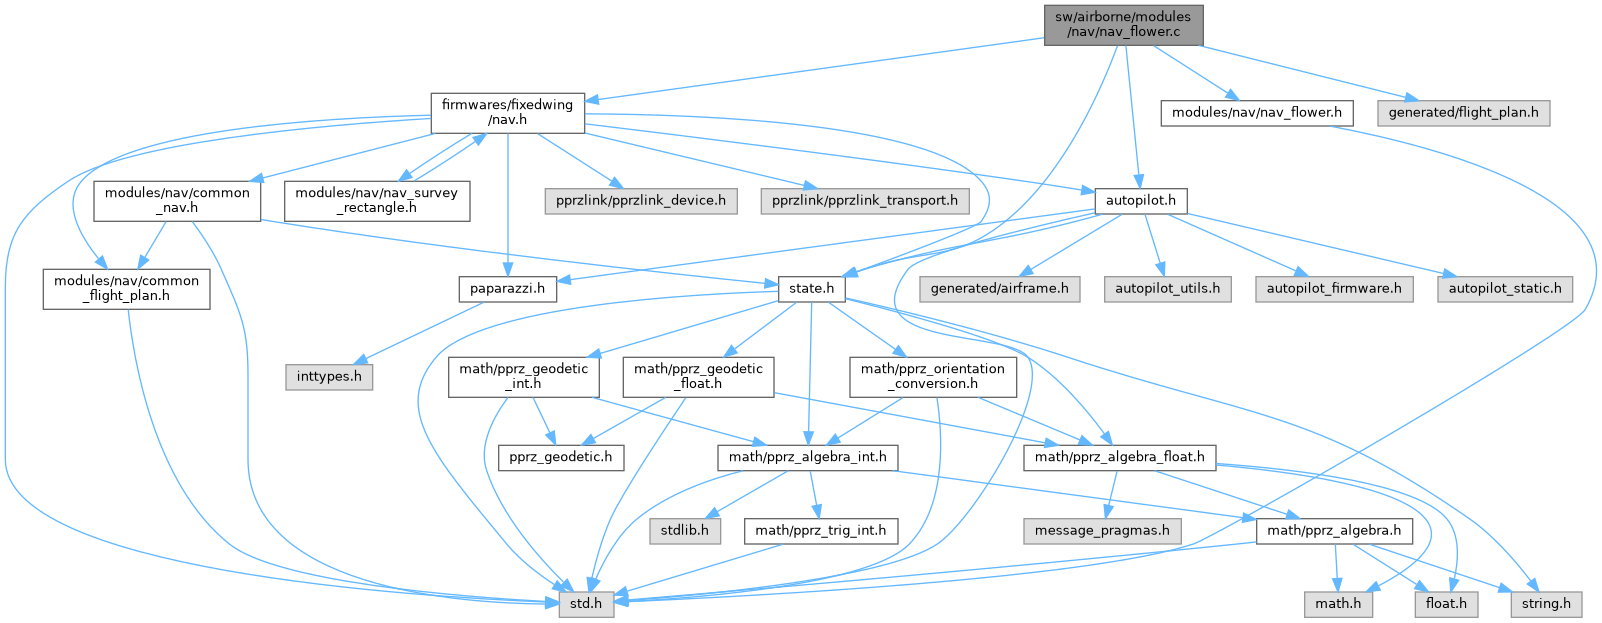 sw/airborne/modules
/nav/nav_flower.c
firmwares/fixedwing
/nav.h
modules/nav/nav_flower.h
generated/flight_plan.h
modules/nav/common
_nav.h
modules/nav/nav_survey
_rectangle.h
pprzlink/pprzlink_device.h
pprzlink/pprzlink_transport.h
autopilot.h
modules/nav/common
_flight_plan.h
paparazzi.h
state.h
generated/airframe.h
autopilot_utils.h
autopilot_firmware.h
autopilot_static.h
inttypes.h
math/pprz_geodetic
_int.h
math/pprz_geodetic
_float.h
math/pprz_orientation
_conversion.h
pprz_geodetic.h
math/pprz_algebra_int.h
math/pprz_algebra_float.h
stdlib.h
math/pprz_trig_int.h
message_pragmas.h
math/pprz_algebra.h
std.h
math.h
float.h
string.h